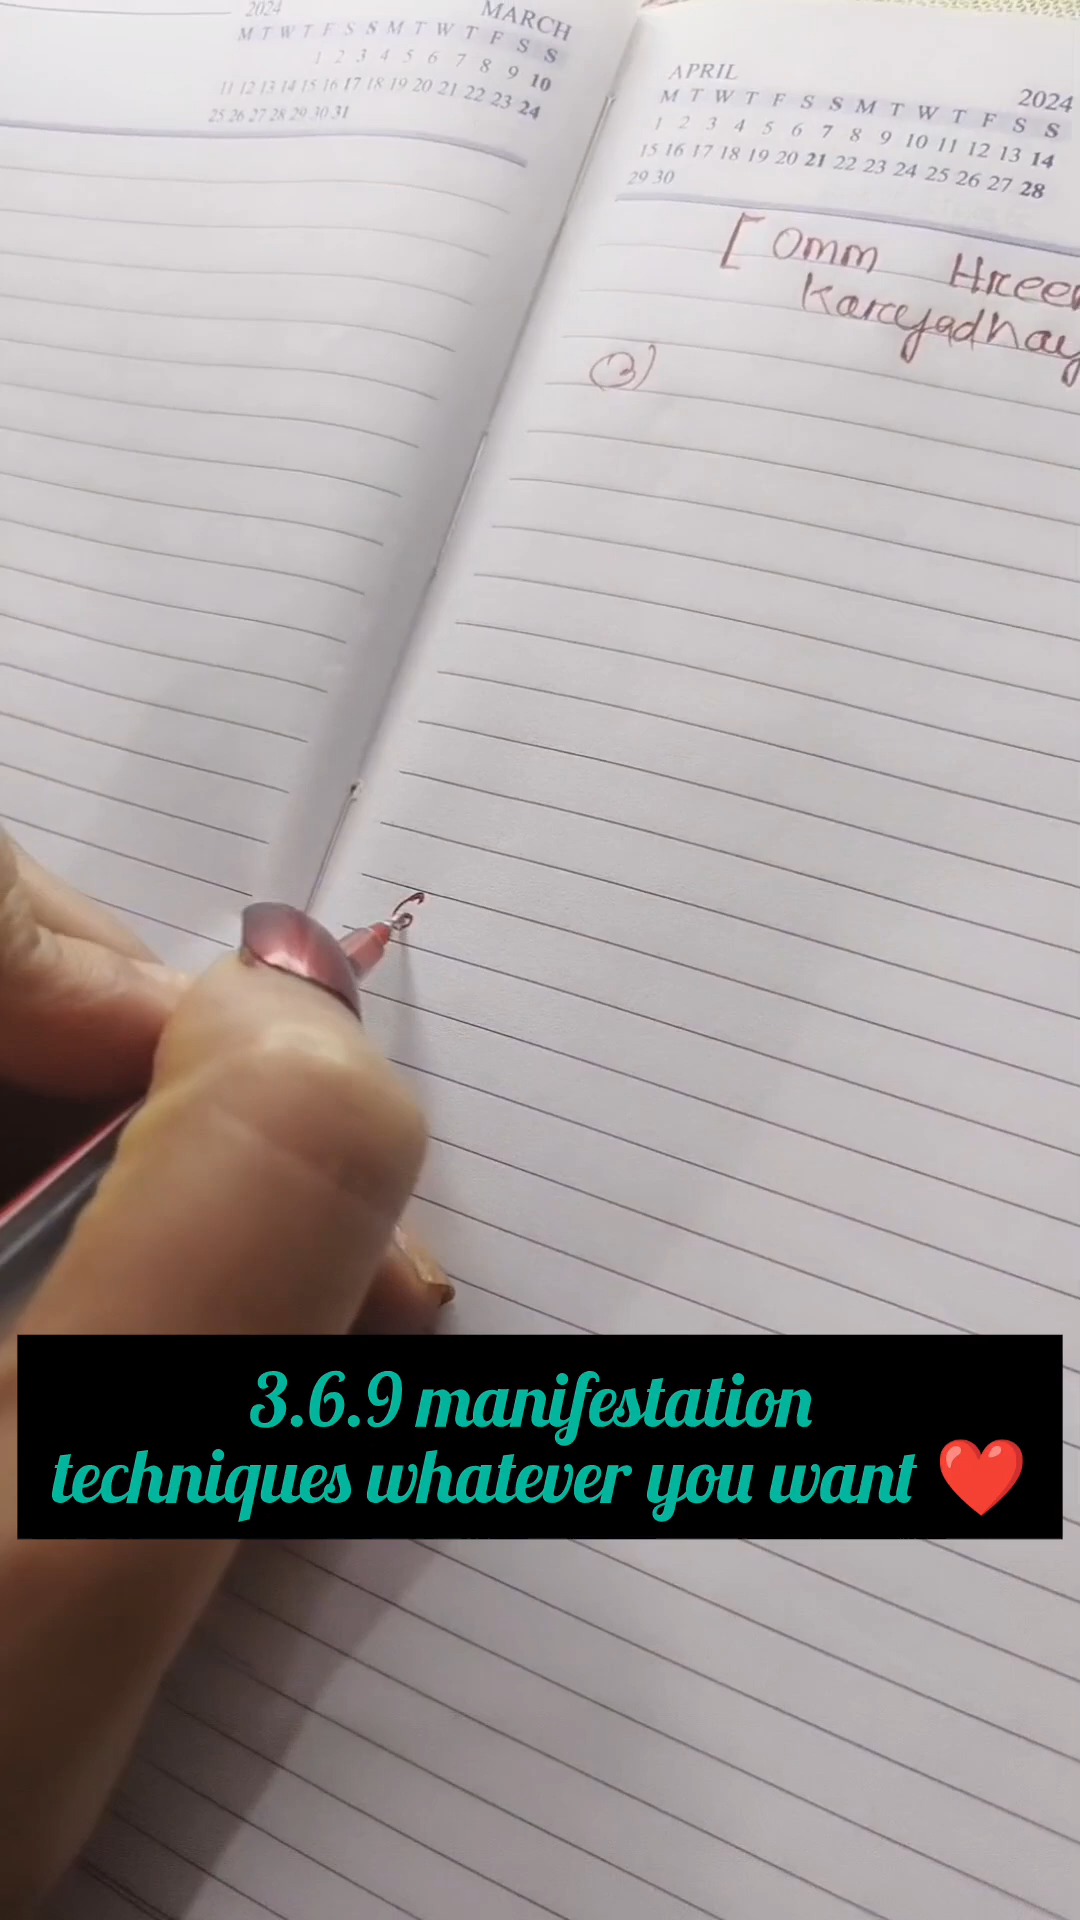 2024
MARCH
M T W T F S S M T W T F S S
1 2 3 4 5 6 7 8 9 10
11 12 13 14 15 16 17 18 19 20 21 22 23 24
25 26 27 28 29 30 31
APRIL
2024
M T W T F S S M T W T F S S
1 2 3 4 5 6 7 8 9 10 11 12 13 14
15 16 17 18 19 20 21 22 23 24 25 26 27 28
29 30
[ Omm Hreem
Karyadhay
3)
6
3.6.9 manifestation
techniques whatever you want ❤️